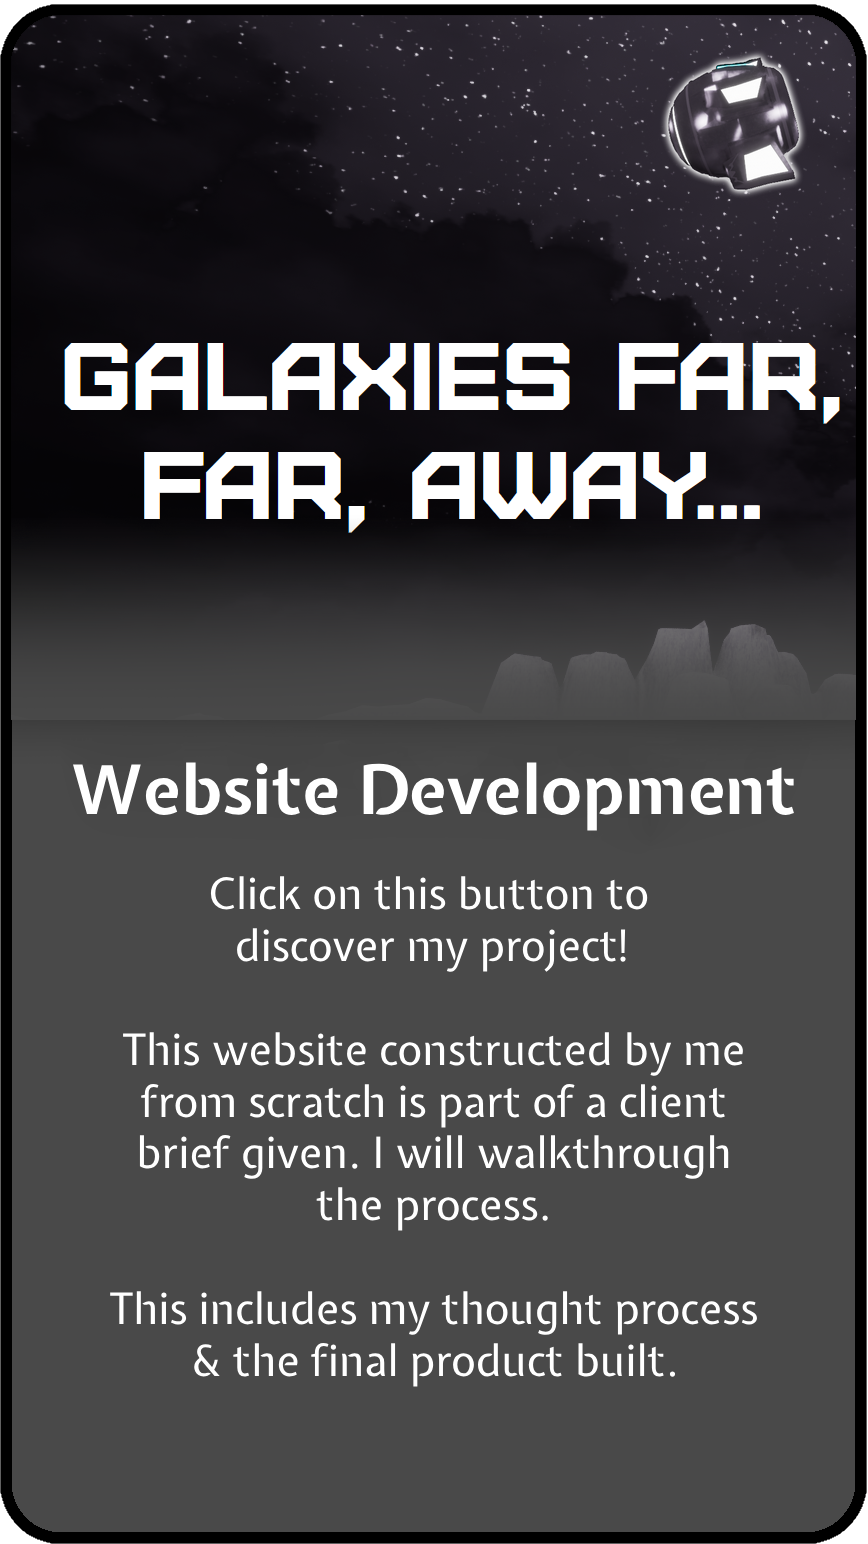 GALAXIES FAR,
FAR, AWAY...
Website Development
Click on this button to
discover my project!
This website constructed by me
from scratch is part of a client
brief given. I will walkthrough
the process.
This includes my thought process
& the final product built.